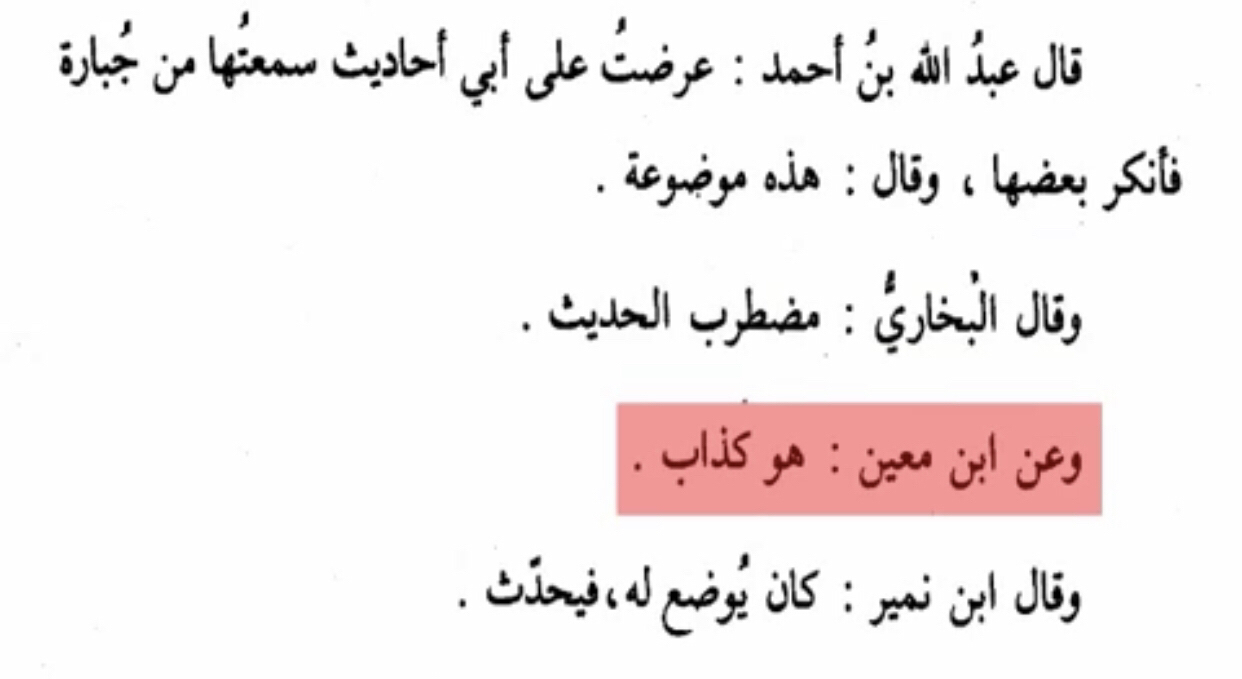 قال عبدُ الله بنُ أحمد : عرضتُ على أبي أحاديث سمعتُها من جُبارة
فأنكر بعضها ، وقال : هذه موضوعة .
وقال البُخاريُّ : مضطرب الحديث .
وعن ابن معين : هو كذاب .
وقال ابن نمير : كان يُوضع له، فيحدّث .